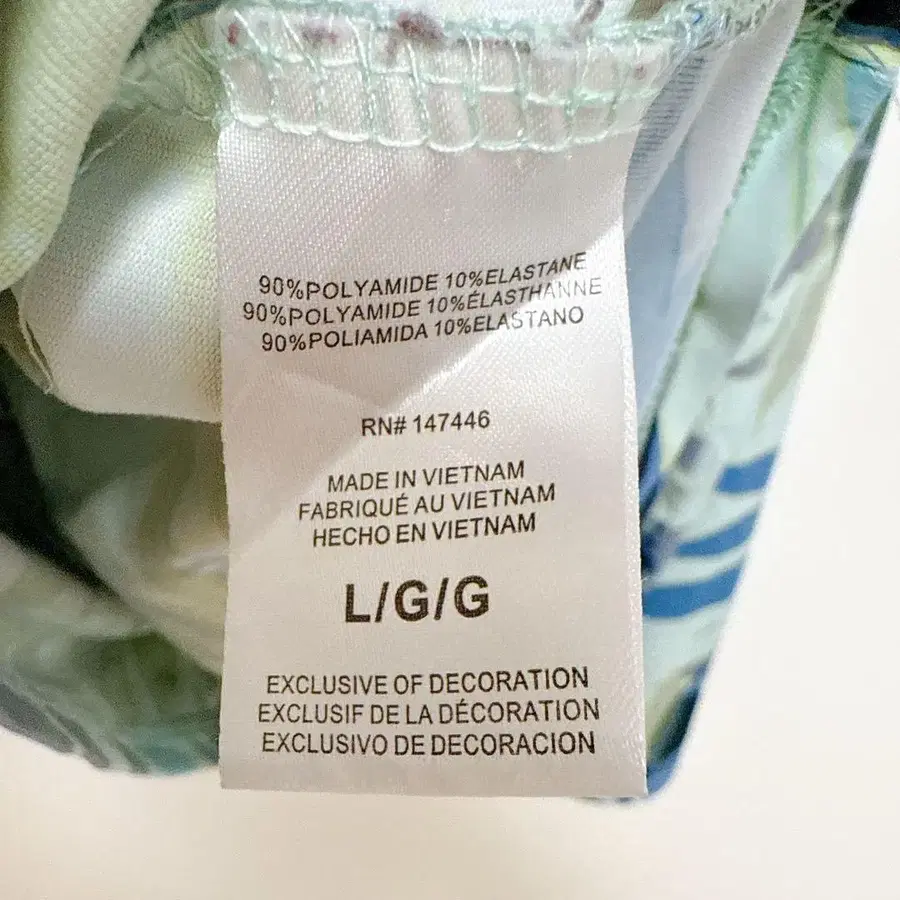 90%POLYAMIDE 10%ELASTANE
90%POLYAMIDE 10%ÉLASTHANNE
90%POLIAMIDA 10%ELASTANO
RN# 147446
MADE IN VIETNAM
FABRIQUÉ AU VIETNAM
HECHO EN VIETNAM
L/G/G
EXCLUSIVE OF DECORATION
EXCLUSIF DE LA DÉCORATION
EXCLUSIVO DE DECORACION